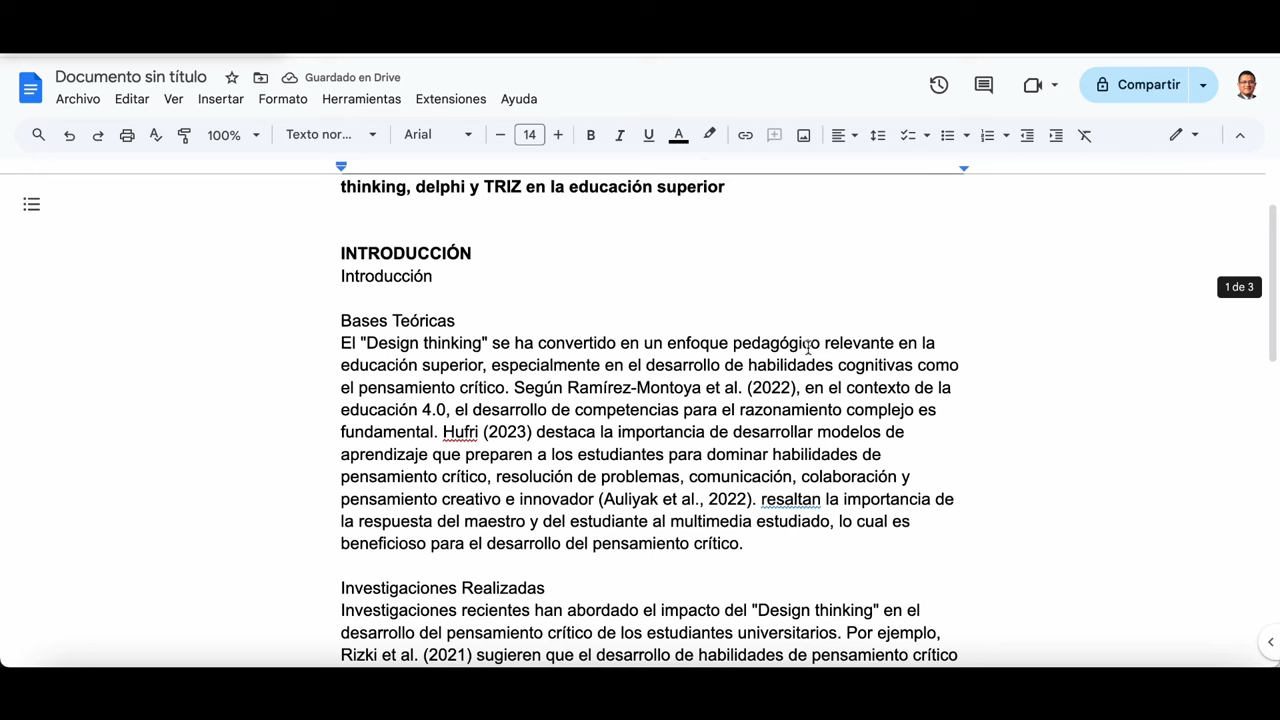 Documento sin título
Guardado en Drive
Compartir
Archivo Editar Ver Insertar Formato Herramientas Extensiones Ayuda
100% Texto nor... Arial 14 B I U A
thinking, delphi y TRIZ en la educación superior
INTRODUCCIÓN
Introducción
1 de 3
Bases Teóricas
El "Design thinking" se ha convertido en un enfoque pedagógico relevante en la
educación superior, especialmente en el desarrollo de habilidades cognitivas como
el pensamiento crítico. Según Ramírez-Montoya et al. (2022), en el contexto de la
educación 4.0, el desarrollo de competencias para el razonamiento complejo es
fundamental. Hufri (2023) destaca la importancia de desarrollar modelos de
aprendizaje que preparen a los estudiantes para dominar habilidades de
pensamiento crítico, resolución de problemas, comunicación, colaboración y
pensamiento creativo e innovador (Auliyak et al., 2022). resaltan la importancia de
la respuesta del maestro y del estudiante al multimedia estudiado, lo cual es
beneficioso para el desarrollo del pensamiento crítico.
Investigaciones Realizadas
Investigaciones recientes han abordado el impacto del "Design thinking" en el
desarrollo del pensamiento crítico de los estudiantes universitarios. Por ejemplo,
Rizki et al. (2021) sugieren que el desarrollo de habilidades de pensamiento crítico